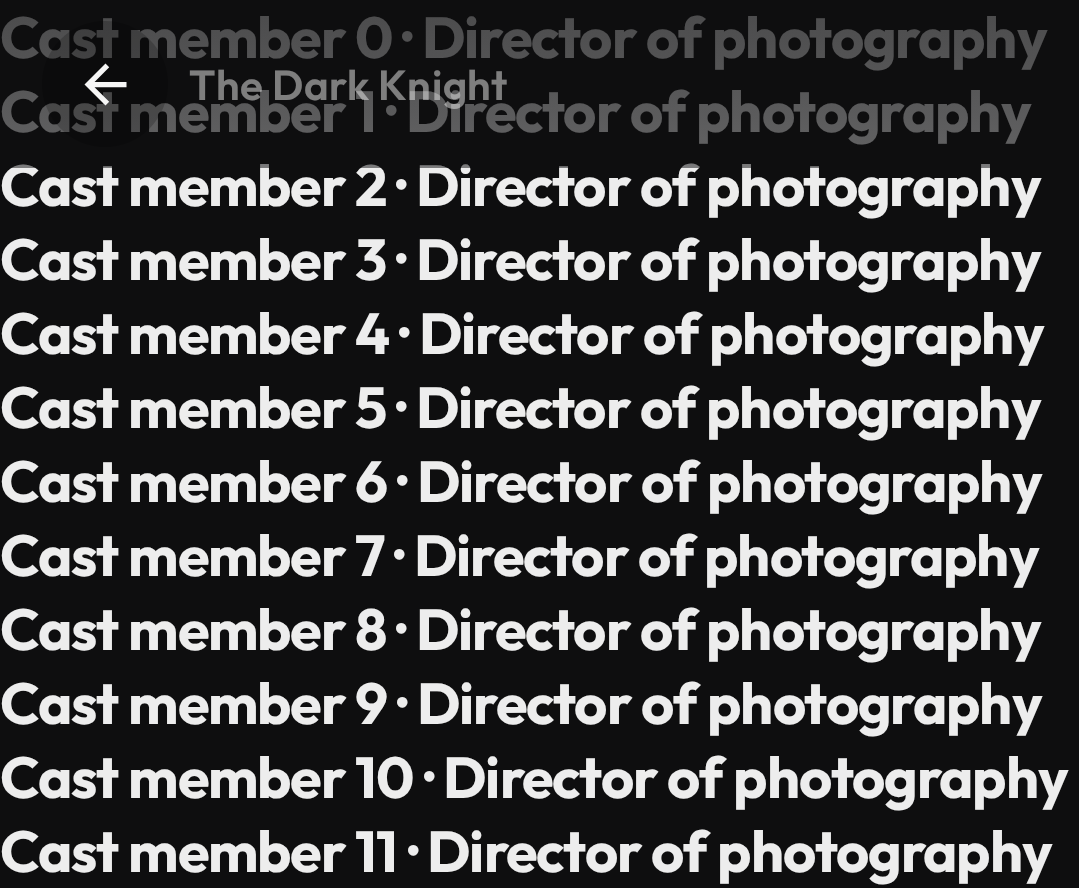 Cast member 0 · Director of photography
The Dark Knight
Cast member 1 · Director of photography
Cast member 2 · Director of photography
Cast member 3 · Director of photography
Cast member 4 · Director of photography
Cast member 5 · Director of photography
Cast member 6 · Director of photography
Cast member 7 · Director of photography
Cast member 8 · Director of photography
Cast member 9 · Director of photography
Cast member 10 · Director of photography
Cast member 11 · Director of photography